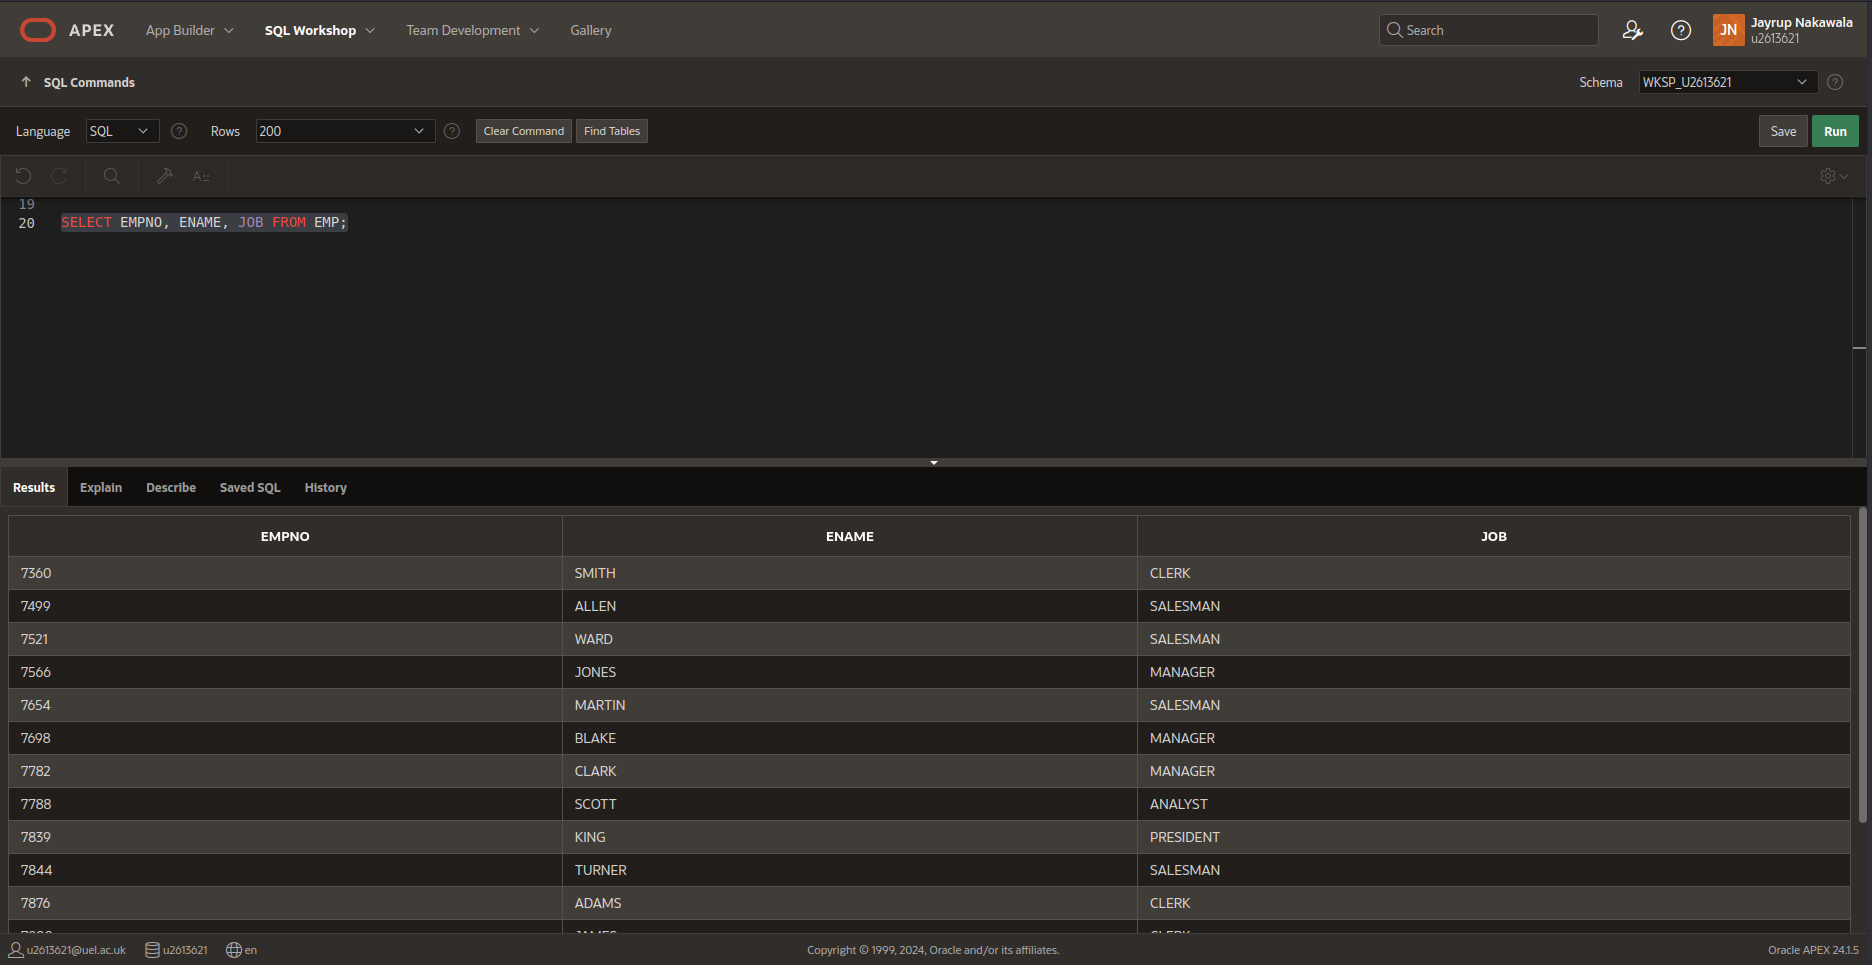 APEX App Builder SQL Workshop Team Development Gallery Search JN Jayrup Nakawala
u2613621
SQL Commands Schema WKSP_U2613621
Language SQL Rows 200 Clear Command Find Tables Save Run
19
20 SELECT EMPNO, ENAME, JOB FROM EMP;
Results Explain Describe Saved SQL History
EMPNO ENAME JOB
7360 SMITH CLERK
7499 ALLEN SALESMAN
7521 WARD SALESMAN
7566 JONES MANAGER
7654 MARTIN SALESMAN
7698 BLAKE MANAGER
7782 CLARK MANAGER
7788 SCOTT ANALYST
7839 KING PRESIDENT
7844 TURNER SALESMAN
7876 ADAMS CLERK
JAMES CLERK
u2613621@uel.ac.uk u2613621 en Copyright © 1999, 2024, Oracle and/or its affiliates. Oracle APEX 24.1.5